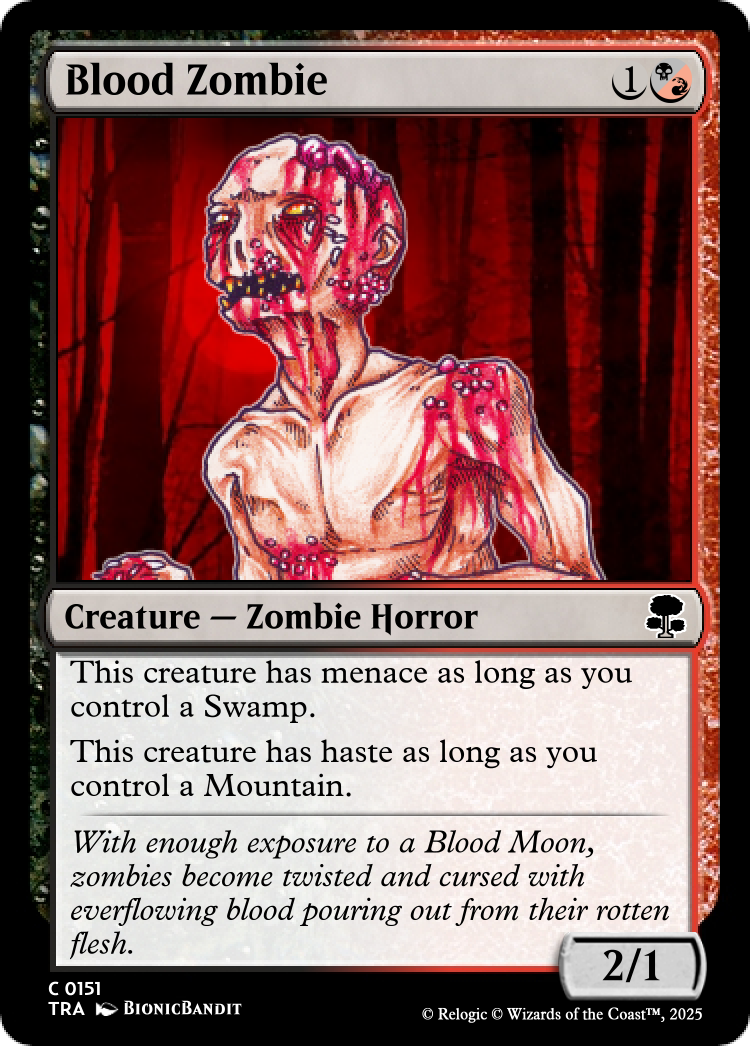 Blood Zombie 1
Creature — Zombie Horror
This creature has menace as long as you
control a Swamp.
This creature has haste as long as you
control a Mountain.
With enough exposure to a Blood Moon,
zombies become twisted and cursed with
everflowing blood pouring out from their rotten
flesh.
2/1
C 0151
TRA BionicBandit
© Relogic © Wizards of the Coast™, 2025